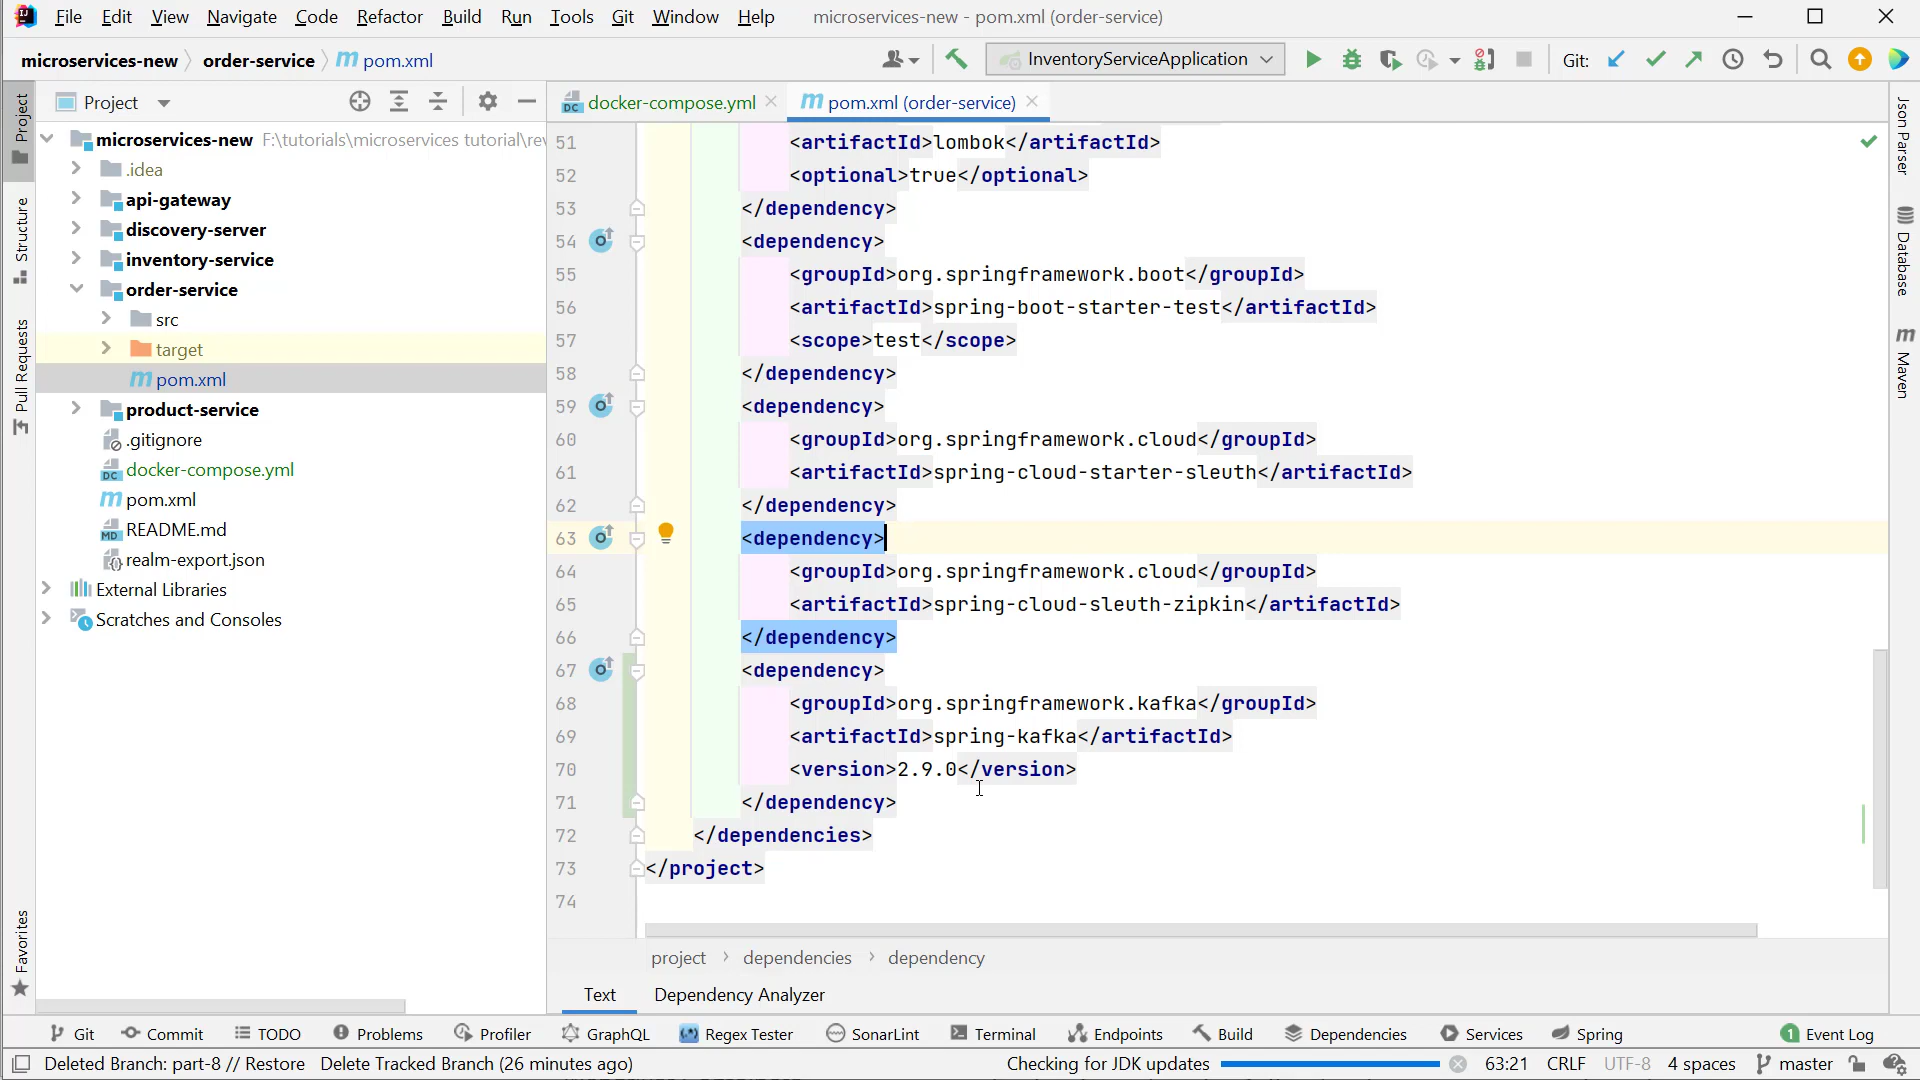 File Edit View Navigate Code Refactor Build Run Tools Git Window Help microservices-new - pom.xml (order-service)
microservices-new order-service m pom.xml InventoryServiceApplication Git:
Project
docker-compose.yml pom.xml (order-service)
microservices-new F:\tutorials\microservices tutorial\rev
.idea
api-gateway
discovery-server
inventory-service
order-service
src
target
pom.xml
product-service
.gitignore
docker-compose.yml
pom.xml
README.md
realm-export.json
External Libraries
Scratches and Consoles
Project
Structure
Pull Requests
Favorites
51 <artifactId>lombok</artifactId>
52 <optional>true</optional>
53 </dependency>
54 <dependency>
55 <groupId>org.springframework.boot</groupId>
56 <artifactId>spring-boot-starter-test</artifactId>
57 <scope>test</scope>
58 </dependency>
59 <dependency>
60 <groupId>org.springframework.cloud</groupId>
61 <artifactId>spring-cloud-starter-sleuth</artifactId>
62 </dependency>
63 <dependency>
64 <groupId>org.springframework.cloud</groupId>
65 <artifactId>spring-cloud-sleuth-zipkin</artifactId>
66 </dependency>
67 <dependency>
68 <groupId>org.springframework.kafka</groupId>
69 <artifactId>spring-kafka</artifactId>
70 <version>2.9.0</version>
71 </dependency>
72 </dependencies>
73 </project>
74
Json Parser
Database
Maven
project dependencies dependency
Text Dependency Analyzer
Git Commit TODO Problems Profiler GraphQL Regex Tester SonarLint Terminal Endpoints Build Dependencies Services Spring 1 Event Log
Deleted Branch: part-8 // Restore Delete Tracked Branch (26 minutes ago) Checking for JDK updates 63:21 CRLF UTF-8 4 spaces master